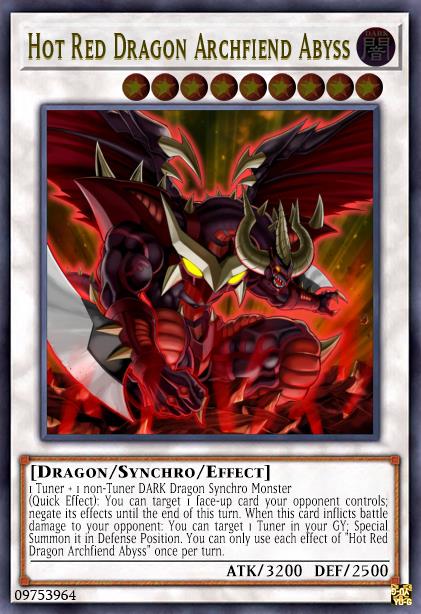 HOT RED DRAGON ARCHFIEND ABYSS
DARK
闇
[DRAGON/SYNCHRO/EFFECT]
1 Tuner + 1 non-Tuner DARK Dragon Synchro Monster
(Quick Effect): You can target 1 face-up card your opponent controls;
negate its effects until the end of this turn. When this card inflicts battle
damage to your opponent: You can target 1 Tuner in your GY; Special
Summon it in Defense Position. You can only use each effect of "Hot Red
Dragon Archfiend Abyss" once per turn.
ATK/3200 DEF/2500
09753964